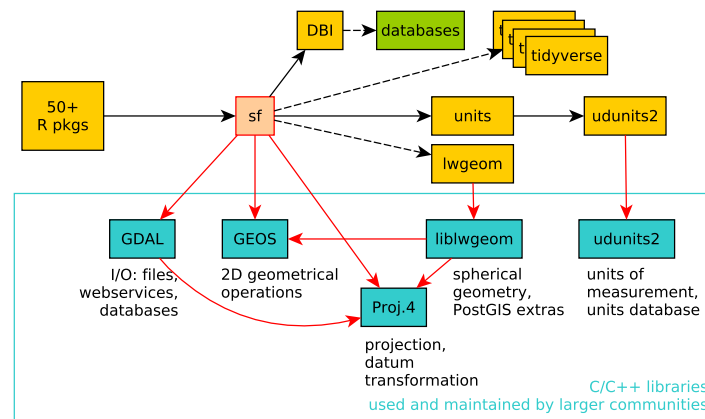 DBI
databases
t
t
t
tidyverse
50+
R pkgs
sf
units
udunits2
lwgeom
GDAL
GEOS
liblwgeom
udunits2
I/O: files,
webservices,
databases
2D geometrical
operations
spherical
geometry,
PostGIS extras
units of
measurement,
units database
Proj.4
projection,
datum
transformation
C/C++ libraries
used and maintained by larger communities